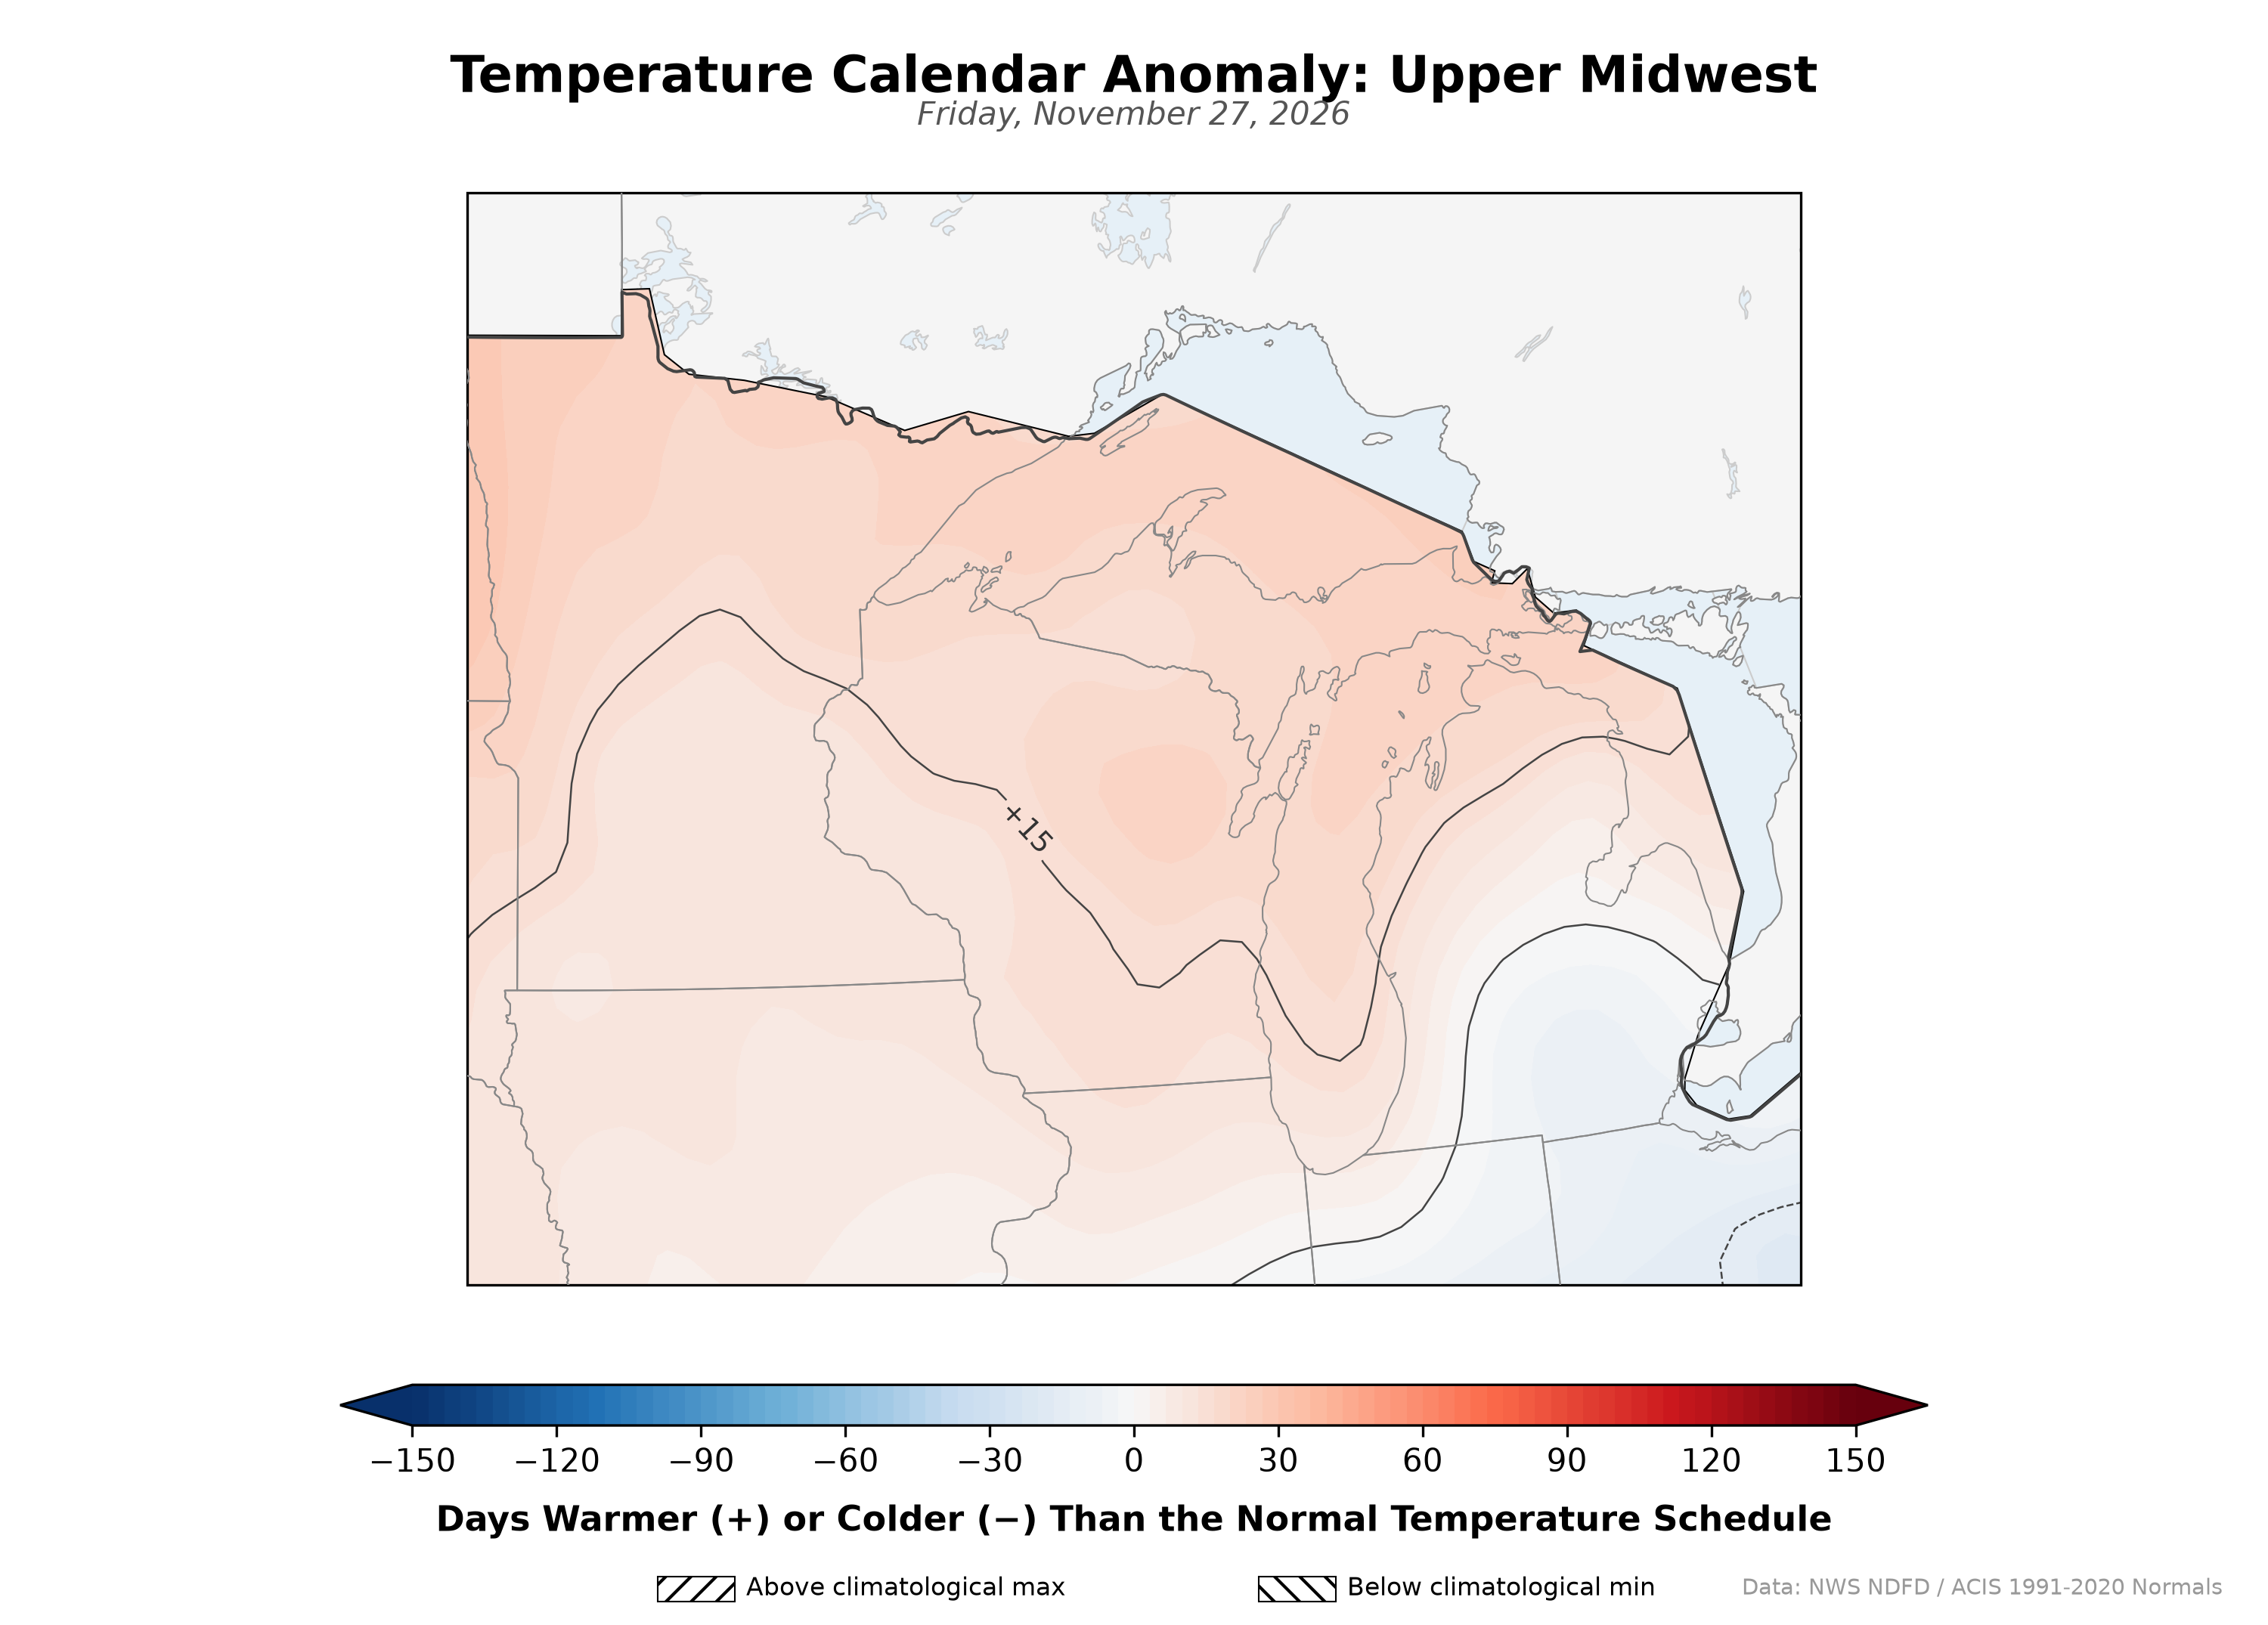 Temperature Calendar Anomaly: Upper Midwest
Friday, November 27, 2026
+15
−150 −120 −90 −60 −30 0 30 60 90 120 150
Days Warmer (+) or Colder (−) Than the Normal Temperature Schedule
Above climatological max
Below climatological min
Data: NWS NDFD / ACIS 1991-2020 Normals